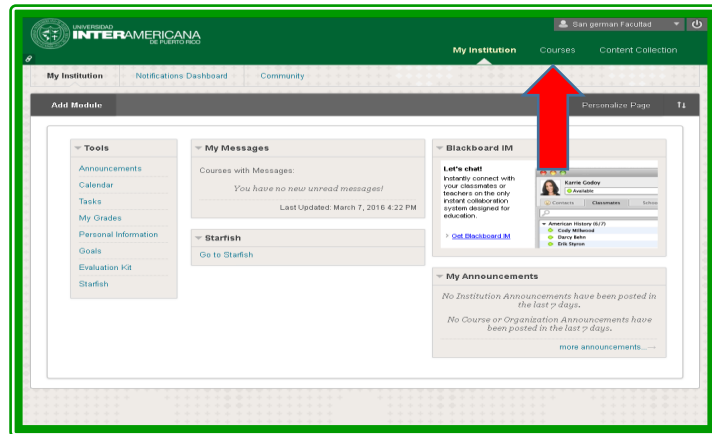 UNIVERSIDAD
INTERAMERICANA
DE PUERTO RICO
San german Facultad
My Institution
Courses
Content Collection
My Institution
Notifications Dashboard
Community
Add Module
Personalize Page
Tools
Announcements
Calendar
Tasks
My Grades
Personal Information
Goals
Evaluation Kit
Starfish
My Messages
Courses with Messages:
You have no new unread messages!
Last Updated: March 7, 2016 4:22 PM
Starfish
Go to Starfish
Blackboard IM
Let's chat!
Instantly connect with
your classmates or
teachers on the only
instant collaboration
system designed for
education.
Get Blackboard IM
Karrie Godoy
Available
Contacts
Classmates
American History (6/7)
Cody Millwood
Darcy Behn
Erik Styron
My Announcements
No Institution Announcements have been posted in
the last 7 days.
No Course or Organization Announcements have
been posted in the last 7 days.
more announcements...→